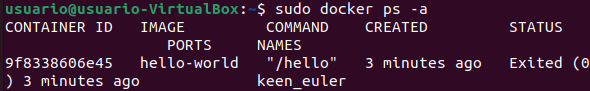 usuario@usuario-VirtualBox:~$ sudo docker ps -a
CONTAINER ID   IMAGE         COMMAND    CREATED         STATUS
               PORTS     NAMES
9f8338606e45   hello-world   "/hello"   3 minutes ago   Exited (0
) 3 minutes ago             keen_euler